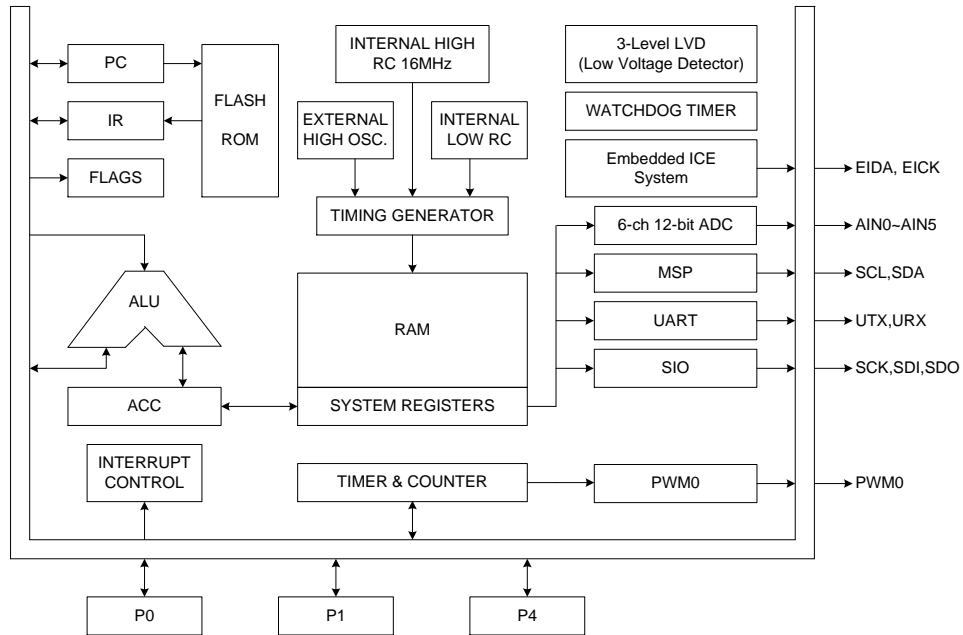 PC
IR
FLAGS
FLASH
ROM
INTERNAL HIGH
RC 16MHz
EXTERNAL
HIGH OSC.
INTERNAL
LOW RC
TIMING GENERATOR
3-Level LVD
(Low Voltage Detector)
WATCHDOG TIMER
Embedded ICE
System
EIDA, EICK
6-ch 12-bit ADC
AIN0~AIN5
MSP
SCL,SDA
UART
UTX,URX
SIO
SCK,SDI,SDO
ALU
RAM
ACC
SYSTEM REGISTERS
INTERRUPT
CONTROL
TIMER & COUNTER
PWM0
PWM0
P0
P1
P4